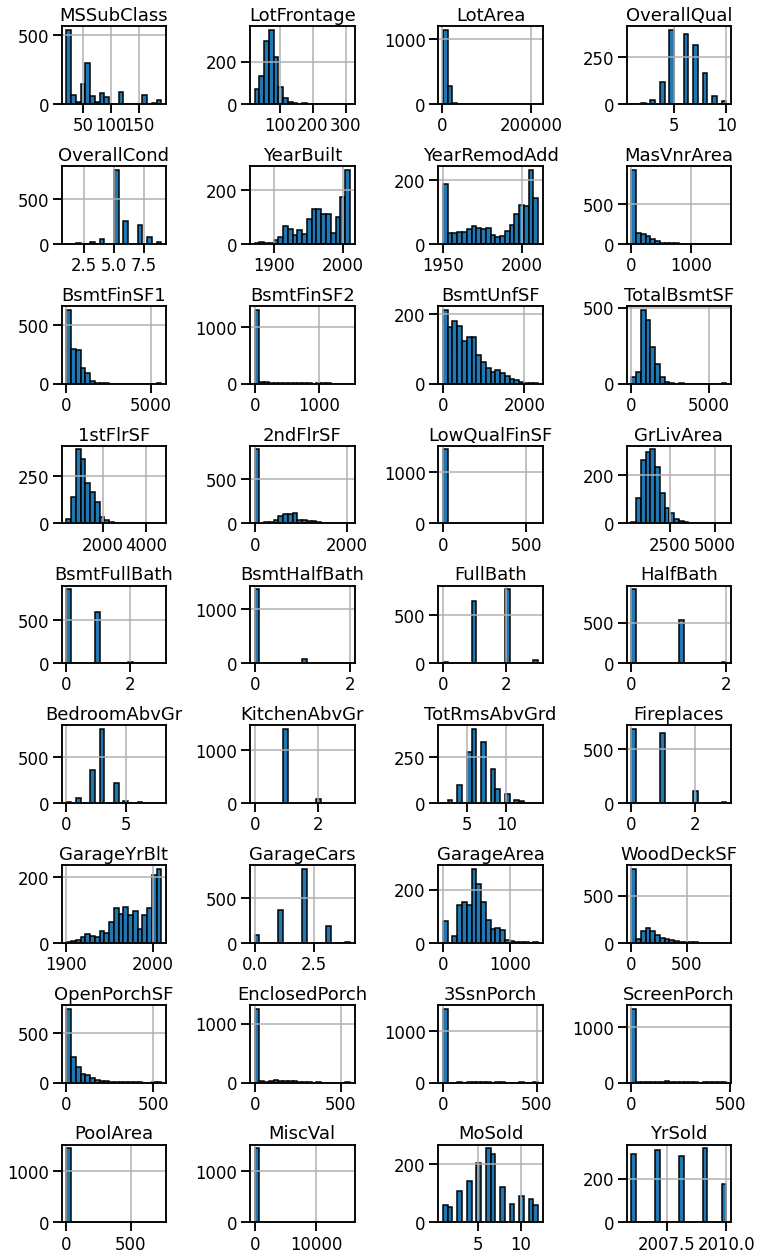 MSSubClass LotFrontage LotArea OverallQual
500 200 1000 250
0 0 0 0
50 100 150 100 200 300 0 200000 5 10
OverallCond YearBuilt YearRemodAdd MasVnrArea
500 200 200 500
0 0 0 0
2.5 5.0 7.5 1900 2000 1950 2000 0 1000
BsmtFinSF1 BsmtFinSF2 BsmtUnfSF TotalBsmtSF
500 1000 200 500
0 0 0 0
0 5000 0 1000 0 2000 0 5000
1stFlrSF 2ndFlrSF LowQualFinSF GrLivArea
250 500 1000 200
0 0 0 0
2000 4000 0 2000 0 500 2500 5000
BsmtFullBath BsmtHalfBath FullBath HalfBath
500 1000 500 500
0 0 0 0
0 2 0 2 0 2 0 2
BedroomAbvGr KitchenAbvGr TotRmsAbvGrd Fireplaces
500 1000 250 500
0 0 0 0
0 5 0 2 5 10 0 2
GarageYrBlt GarageCars GarageArea WoodDeckSF
200 500 200 500
0 0 0 0
1900 2000 0.0 2.5 0 1000 0 500
OpenPorchSF EnclosedPorch 3SsnPorch ScreenPorch
500 1000 1000 1000
0 0 0 0
0 500 0 500 0 500 0 500
PoolArea MiscVal MoSold YrSold
1000 1000 200 200
0 0 0 0
0 500 0 10000 5 10 2007.5 2010.0